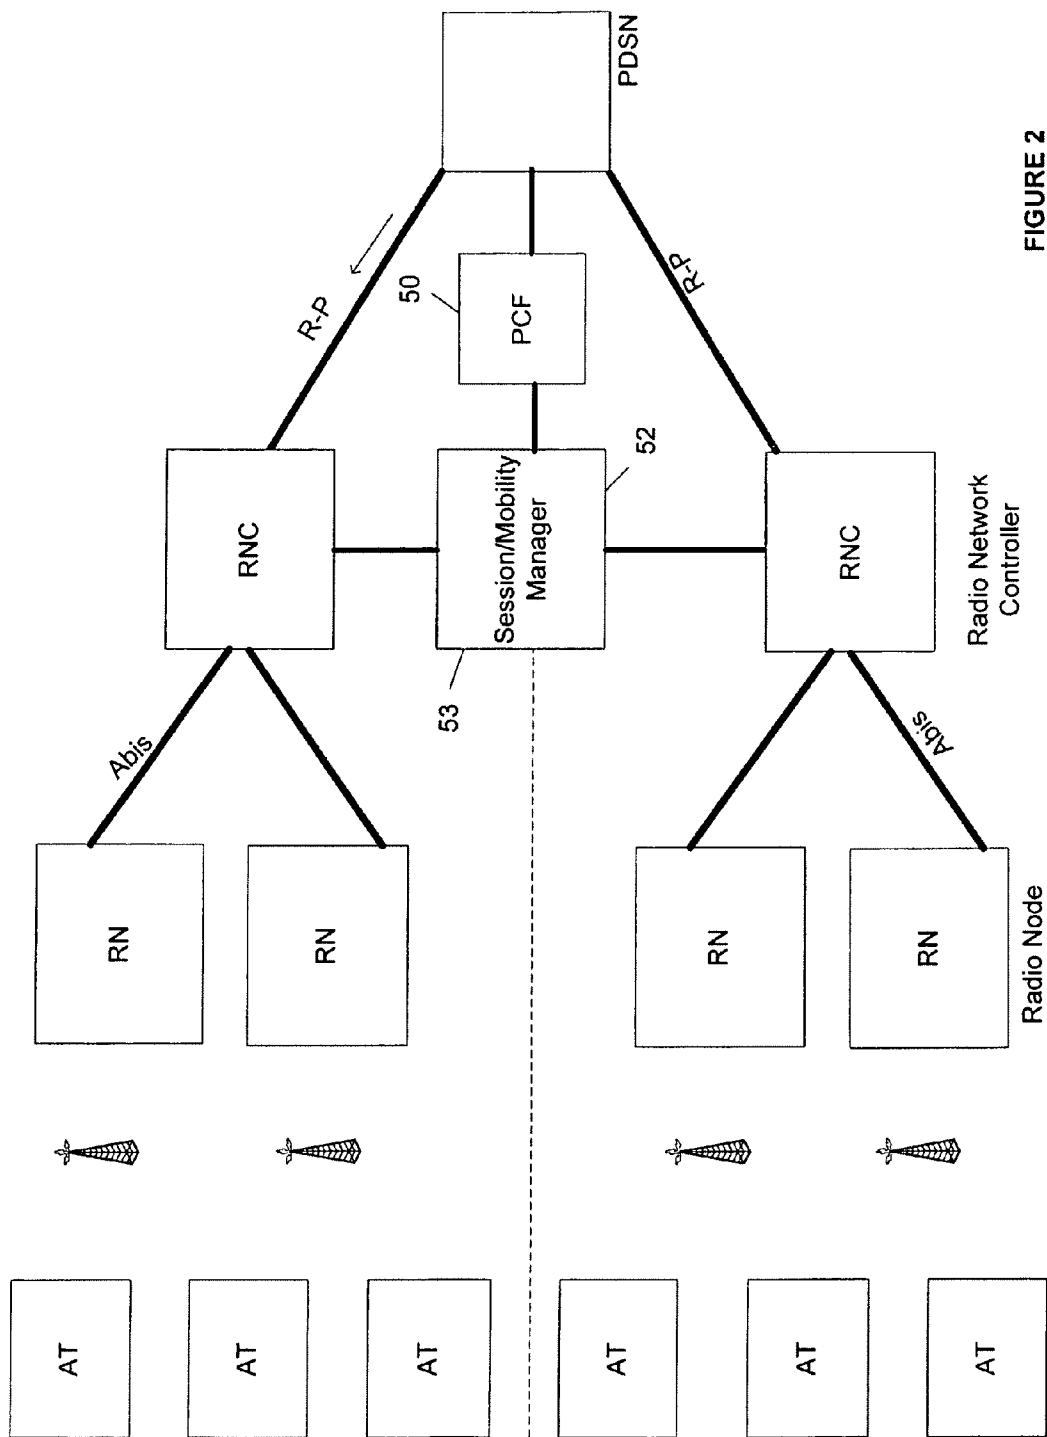 AT
AT
AT
AT
AT
AT
RN
RN
RN
RN
Radio Node
Abis
Abis
RNC
53
Session/Mobility
Manager
52
RNC
Radio Network
Controller
R-P
50
PCF
R-P
PDSN
FIGURE 2